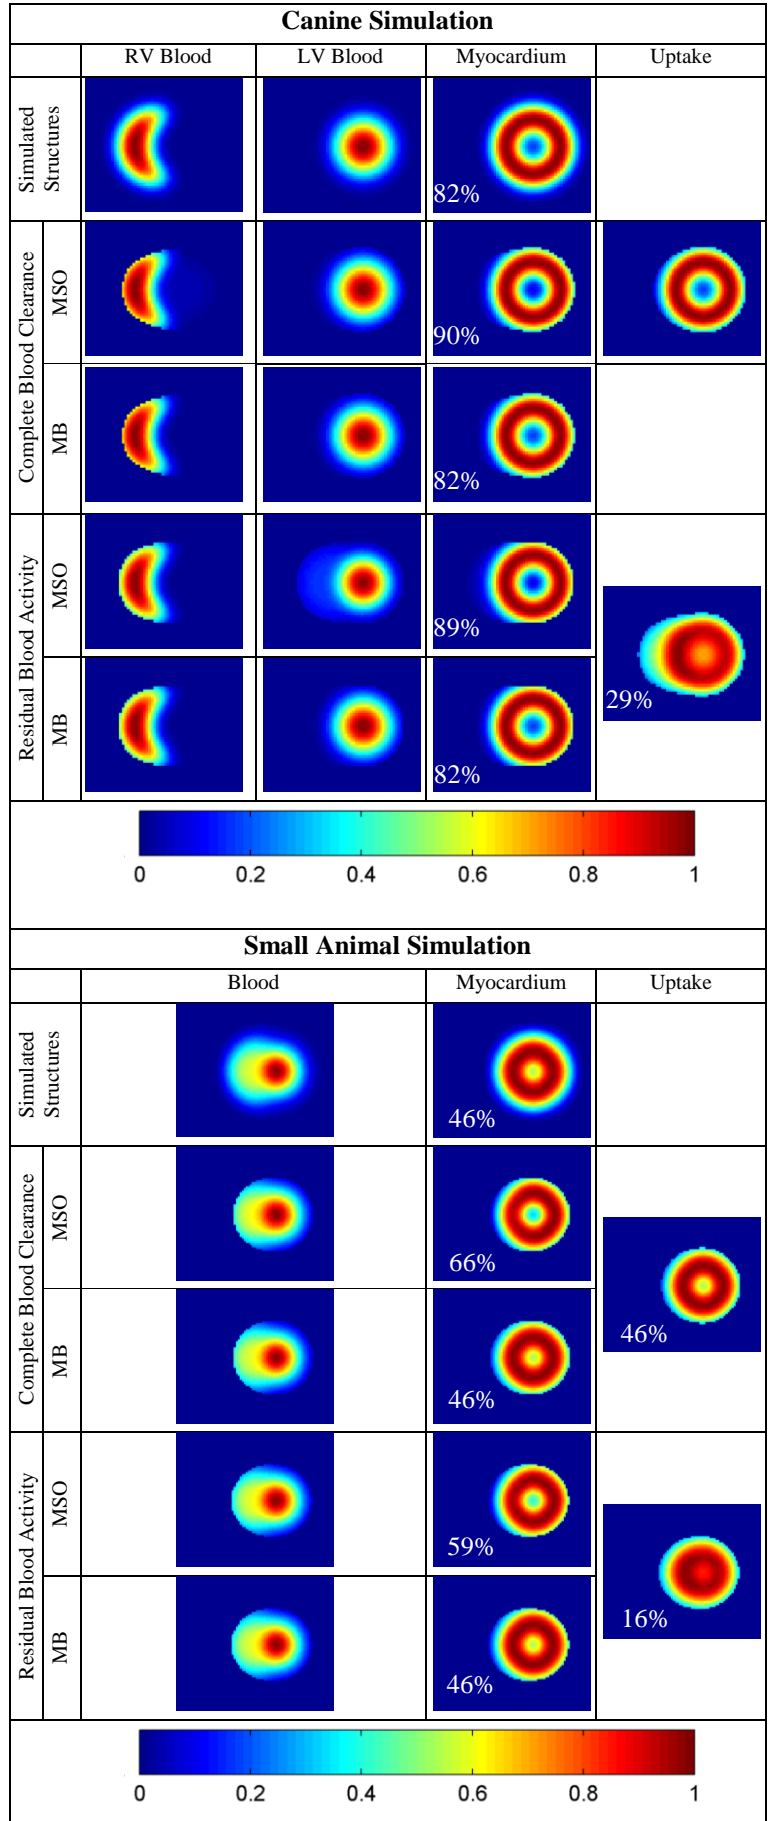 Canine Simulation
RV Blood LV Blood Myocardium Uptake
Simulated
Structures
82%
Complete Blood Clearance
MSO
90%
MB
82%
Residual Blood Activity
MSO
89%
29%
MB
82%
0 0.2 0.4 0.6 0.8 1
Small Animal Simulation
Blood Myocardium Uptake
Simulated
Structures
46%
Complete Blood Clearance
MSO
66%
46%
MB
46%
Residual Blood Activity
MSO
59%
16%
MB
46%
0 0.2 0.4 0.6 0.8 1